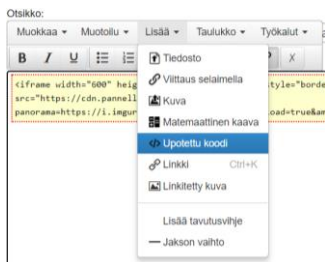 Otsikko:
Muokkaa Muotoilu Lisää Taulukko Työkalut
B I U X
Tiedosto
Viittaus selaimella
Kuva
Matemaattinen kaava
Upotettu koodi
Linkki Ctrl+K
Linkitetty kuva
Lisää tavutusvihje
Jakson vaihto
<iframe width="600" heig tyle="borde
src="https://cdn.pannell
panorama=https://i.imgur oad=true&am